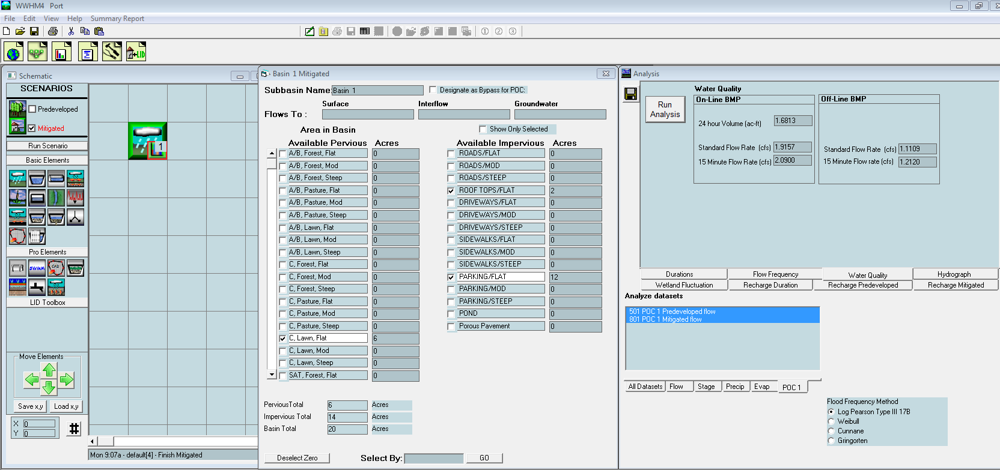 WWHM4 Port
File Edit View Help Summary Report
Schematic
SCENARIOS
Predeveloped
Mitigated
Run Scenario
Basic Elements
Pro Elements
SWMM
CAD
LID Toolbox
Move Elements
Save x,y Load x,y
X 0
Y 0
#
1
Mon 9:07a - default[4] - Finish Mitigated
Basin 1 Mitigated
Subbasin Name: Basin 1 Designate as Bypass for POC:
Surface Interflow Groundwater
Flows To :
Area in Basin Show Only Selected
Available Pervious Acres Available Impervious Acres
A/B, Forest, Flat 0 ROADS/FLAT 0
A/B, Forest, Mod 0 ROADS/MOD 0
A/B, Forest, Steep 0 ROADS/STEEP 0
A/B, Pasture, Flat 0 ROOF TOPS/FLAT 2
A/B, Pasture, Mod 0 DRIVEWAYS/FLAT 0
A/B, Pasture, Steep 0 DRIVEWAYS/MOD 0
A/B, Lawn, Flat 0 DRIVEWAYS/STEEP 0
A/B, Lawn, Mod 0 SIDEWALKS/FLAT 0
A/B, Lawn, Steep 0 SIDEWALKS/MOD 0
C, Forest, Flat 0 SIDEWALKS/STEEP 0
C, Forest, Mod 0 PARKING/FLAT 12
C, Forest, Steep 0 PARKING/MOD 0
C, Pasture, Flat 0 PARKING/STEEP 0
C, Pasture, Mod 0 POND 0
C, Pasture, Steep 0 Porous Pavement 0
C, Lawn, Flat 6
C, Lawn, Mod 0
C, Lawn, Steep 0
SAT, Forest, Flat 0
PerviousTotal 6 Acres
Impervious Total 14 Acres
Basin Total 20 Acres
Deselect Zero Select By: GO
Analysis
Run Analysis
Water Quality
On-Line BMP Off-Line BMP
24 hour Volume (ac-ft) 1.6813
Standard Flow Rate (cfs) 1.9157 Standard Flow Rate (cfs) 1.1109
15 Minute Flow Rate (cfs) 2.0900 15 Minute Flow rate (cfs) 1.2120
Durations Flow Frequency Water Quality Hydrograph
Wetland Fluctuation Recharge Duration Recharge Predeveloped Recharge Mitigated
Analyze datasets
501 POC 1 Predeveloped flow
801 POC 1 Mitigated flow
All Datasets Flow Stage Precip Evap POC 1
Flood Frequency Method
Log Pearson Type III 17B
Weibull
Cunnane
Gringorten